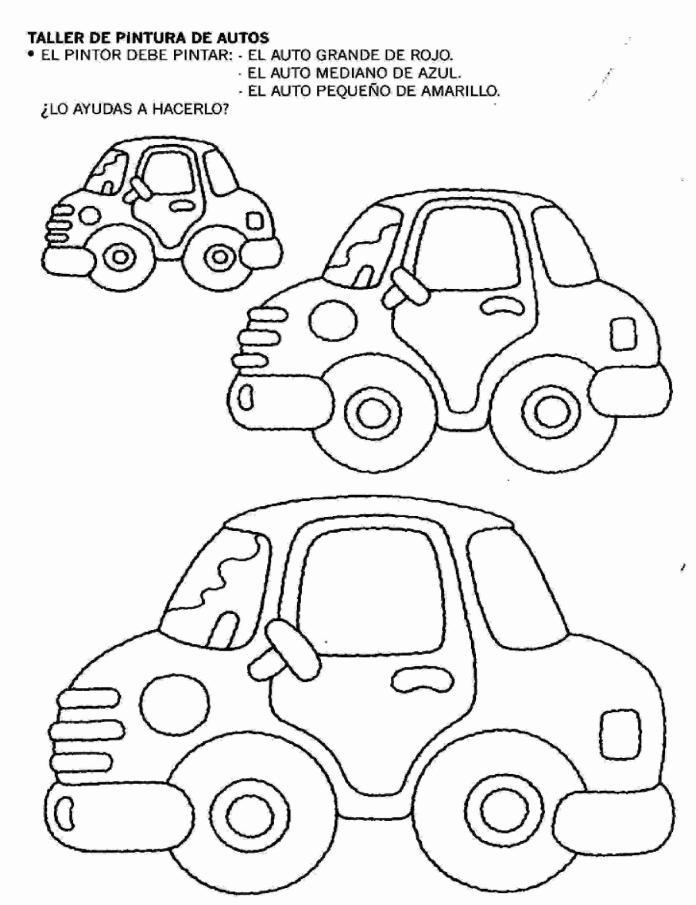 TALLER DE PINTURA DE AUTOS
• EL PINTOR DEBE PINTAR: - EL AUTO GRANDE DE ROJO.
- EL AUTO MEDIANO DE AZUL.
- EL AUTO PEQUEÑO DE AMARILLO.
¿LO AYUDAS A HACERLO?